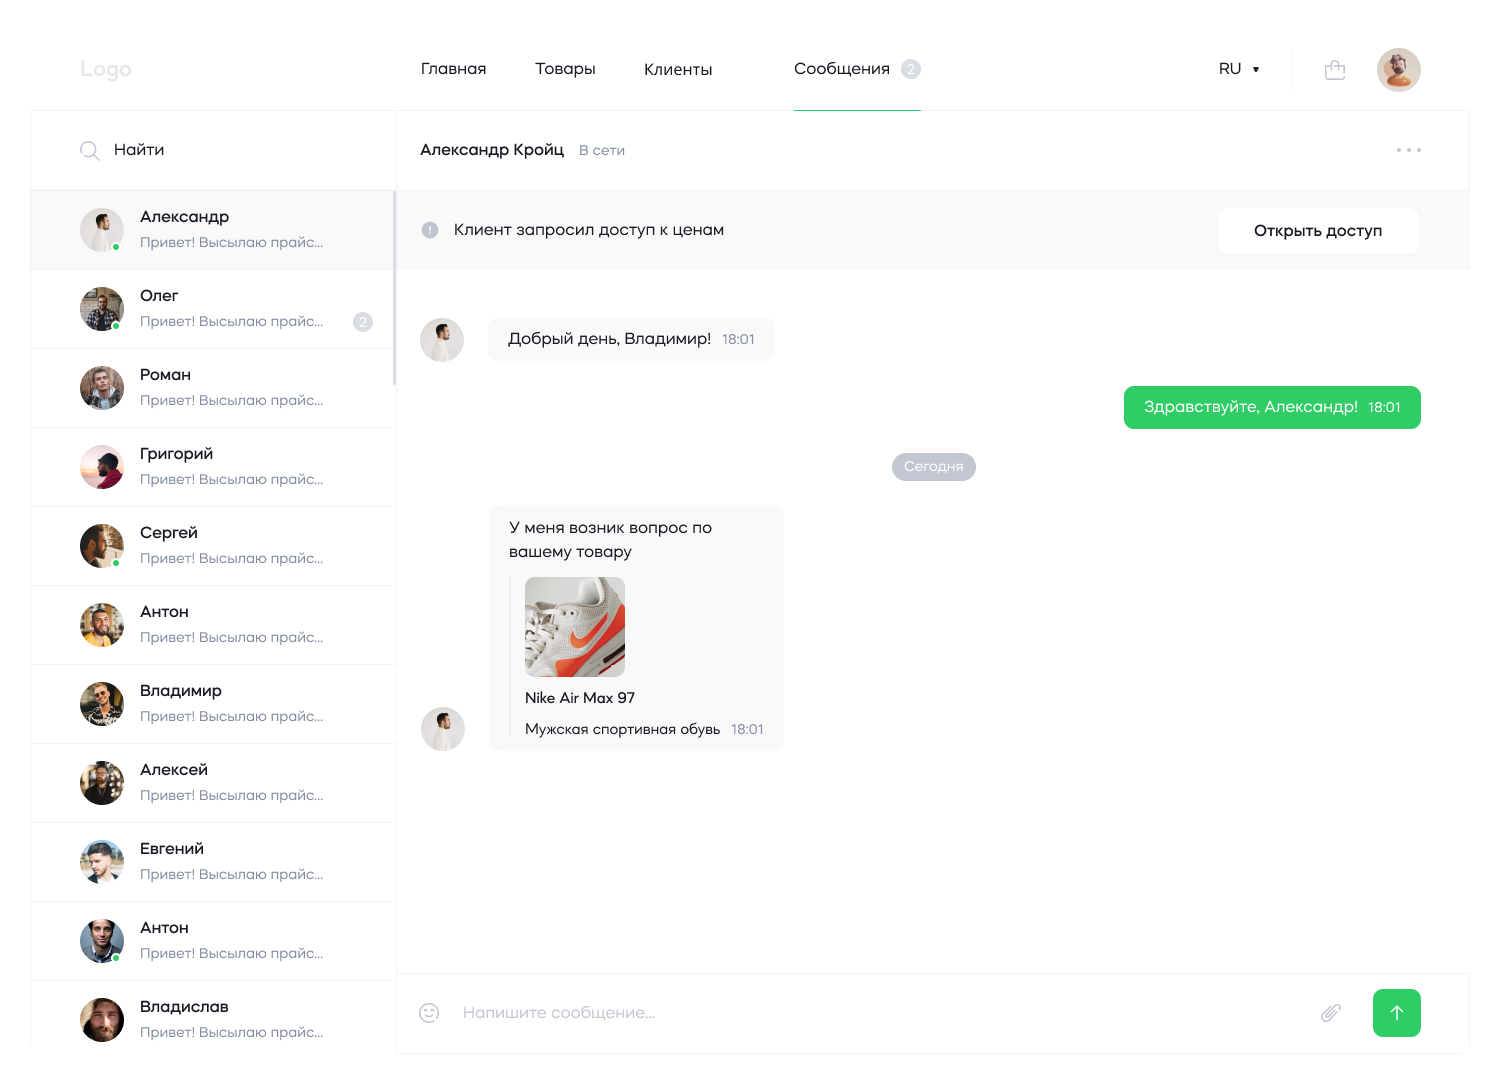 Logo
Главная
Товары
Клиенты
Сообщения 2
RU
Найти
Александр Кройц В сети
Клиент запросил доступ к ценам
Открыть доступ
Александр
Привет! Высылаю прайс...
Олег
Привет! Высылаю прайс... 2
Роман
Привет! Высылаю прайс...
Григорий
Привет! Высылаю прайс...
Сергей
Привет! Высылаю прайс...
Антон
Привет! Высылаю прайс...
Владимир
Привет! Высылаю прайс...
Алексей
Привет! Высылаю прайс...
Евгений
Привет! Высылаю прайс...
Антон
Привет! Высылаю прайс...
Владислав
Привет! Высылаю прайс...
Добрый день, Владимир! 18:01
Здравствуйте, Александр! 18:01
Сегодня
У меня возник вопрос по
вашему товару
Nike Air Max 97
Мужская спортивная обувь 18:01
Напишите сообщение...